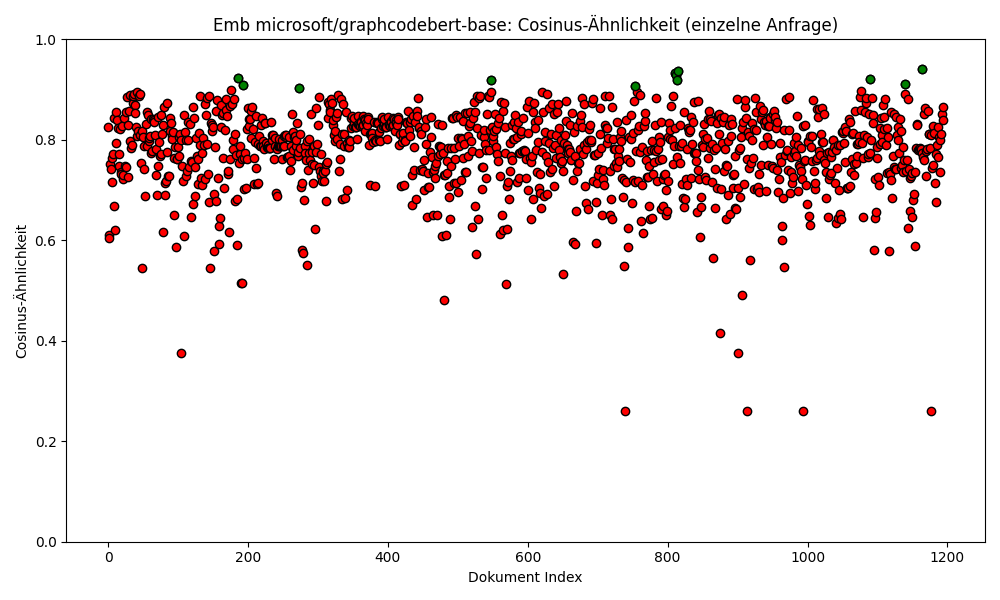 Emb microsoft/graphcodebert-base: Cosinus-Ähnlichkeit (einzelne Anfrage)
Cosinus-Ähnlichkeit
1.0
0.8
0.6
0.4
0.2
0.0
0 200 400 600 800 1000 1200
Dokument Index